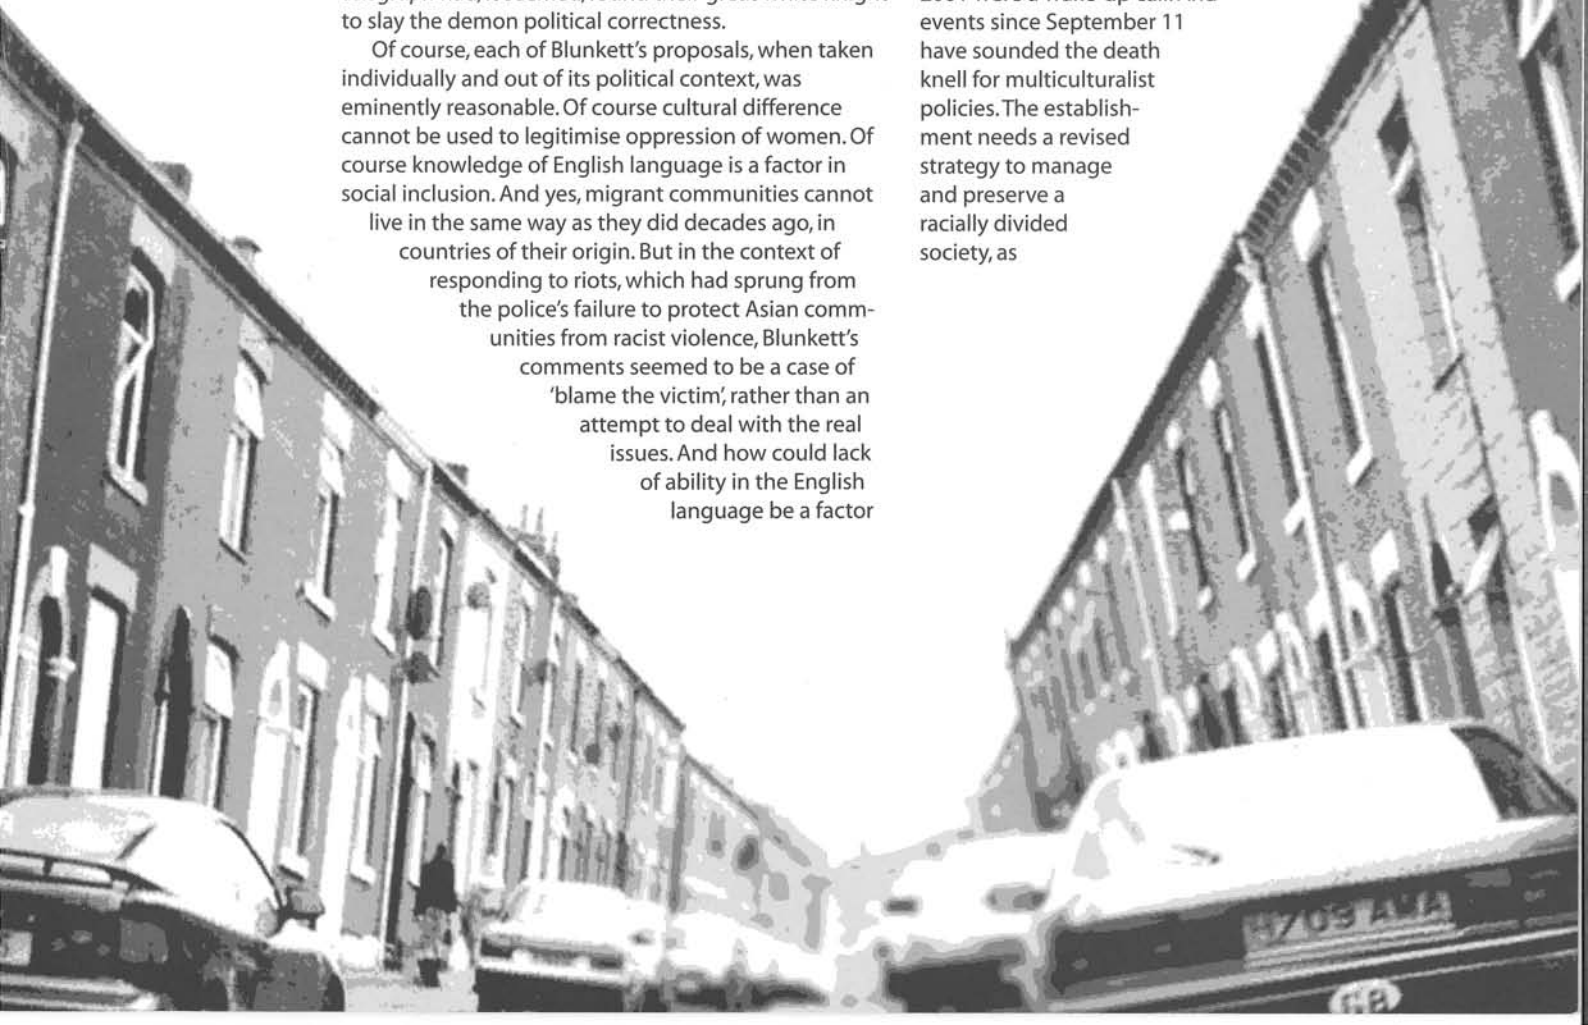 to slay the demon political correctness.
Of course, each of Blunkett's proposals, when taken
individually and out of its political context, was
eminently reasonable. Of course cultural difference
cannot be used to legitimise oppression of women. Of
course knowledge of English language is a factor in
social inclusion. And yes, migrant communities cannot
live in the same way as they did decades ago, in
countries of their origin. But in the context of
responding to riots, which had sprung from
the police's failure to protect Asian comm-
unities from racist violence, Blunkett's
comments seemed to be a case of
'blame the victim', rather than an
attempt to deal with the real
issues. And how could lack
of ability in the English
language be a factor
events since September 11
have sounded the death
knell for multiculturalist
policies. The establish-
ment needs a revised
strategy to manage
and preserve a
racially divided
society, as
GB